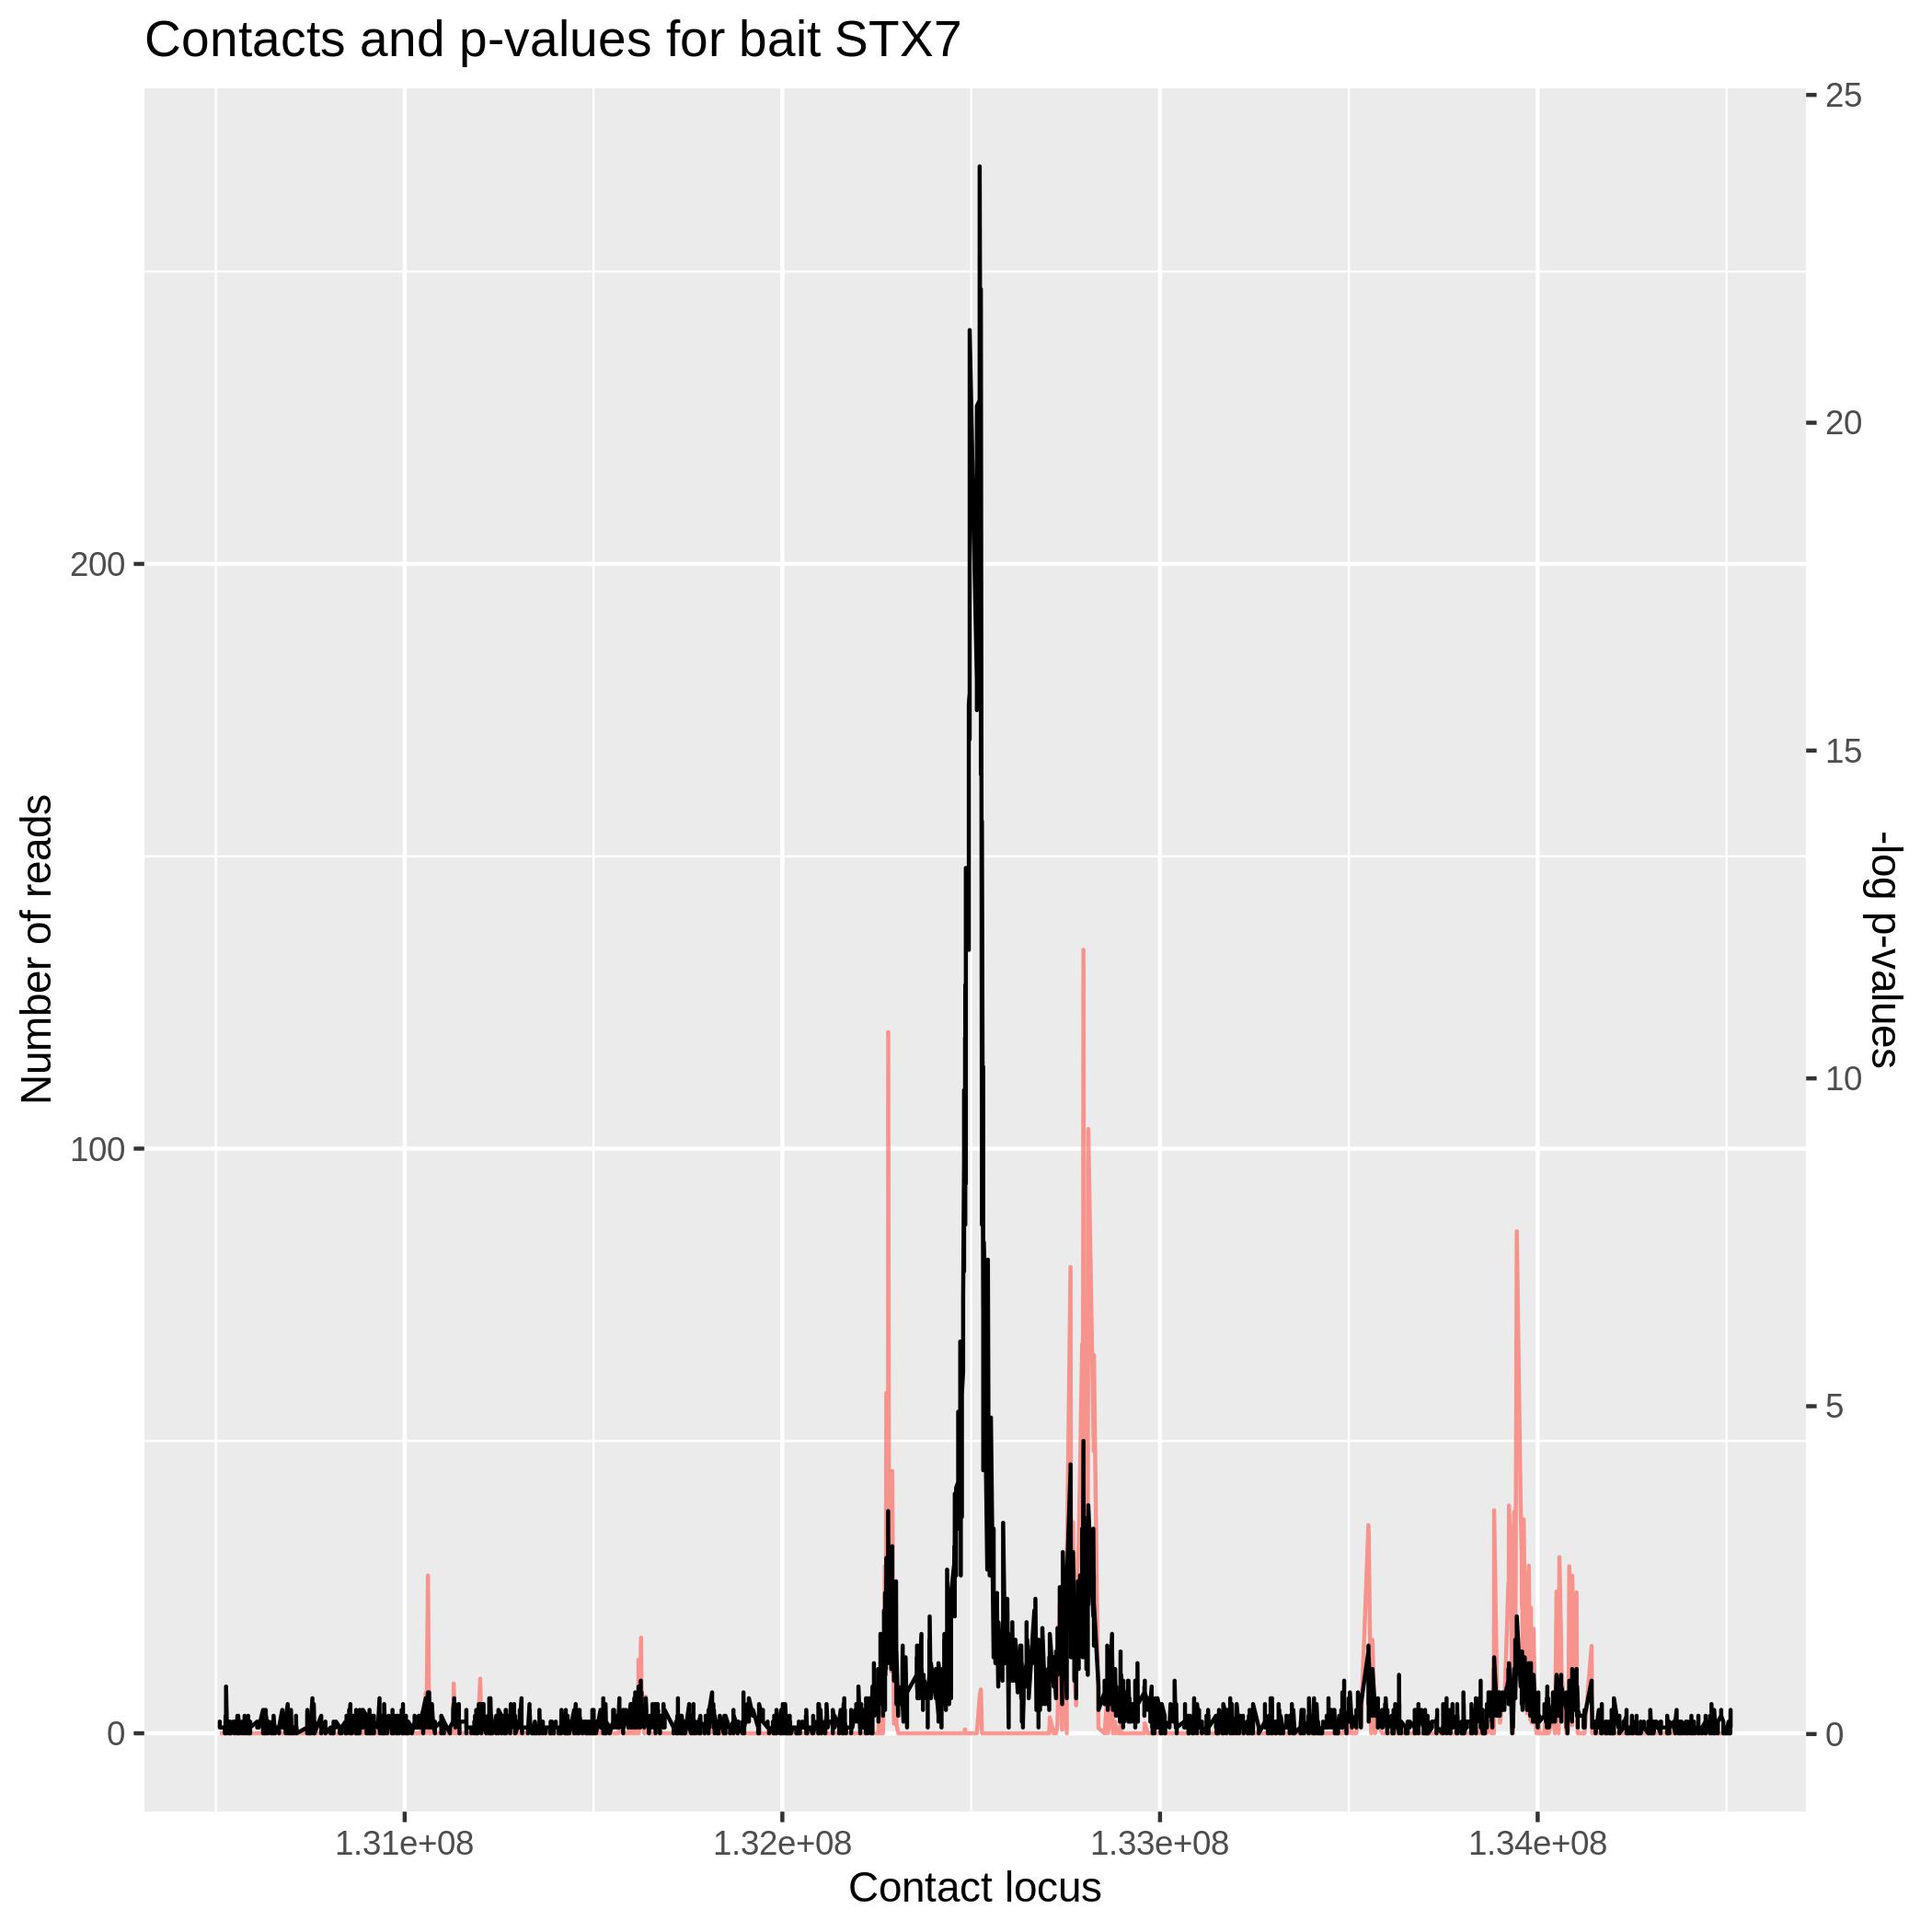 Contacts and p-values for bait STX7
25
20
15
10
5
0
-log p-values
200
100
0
Number of reads
1.31e+08 1.32e+08 1.33e+08 1.34e+08
Contact locus